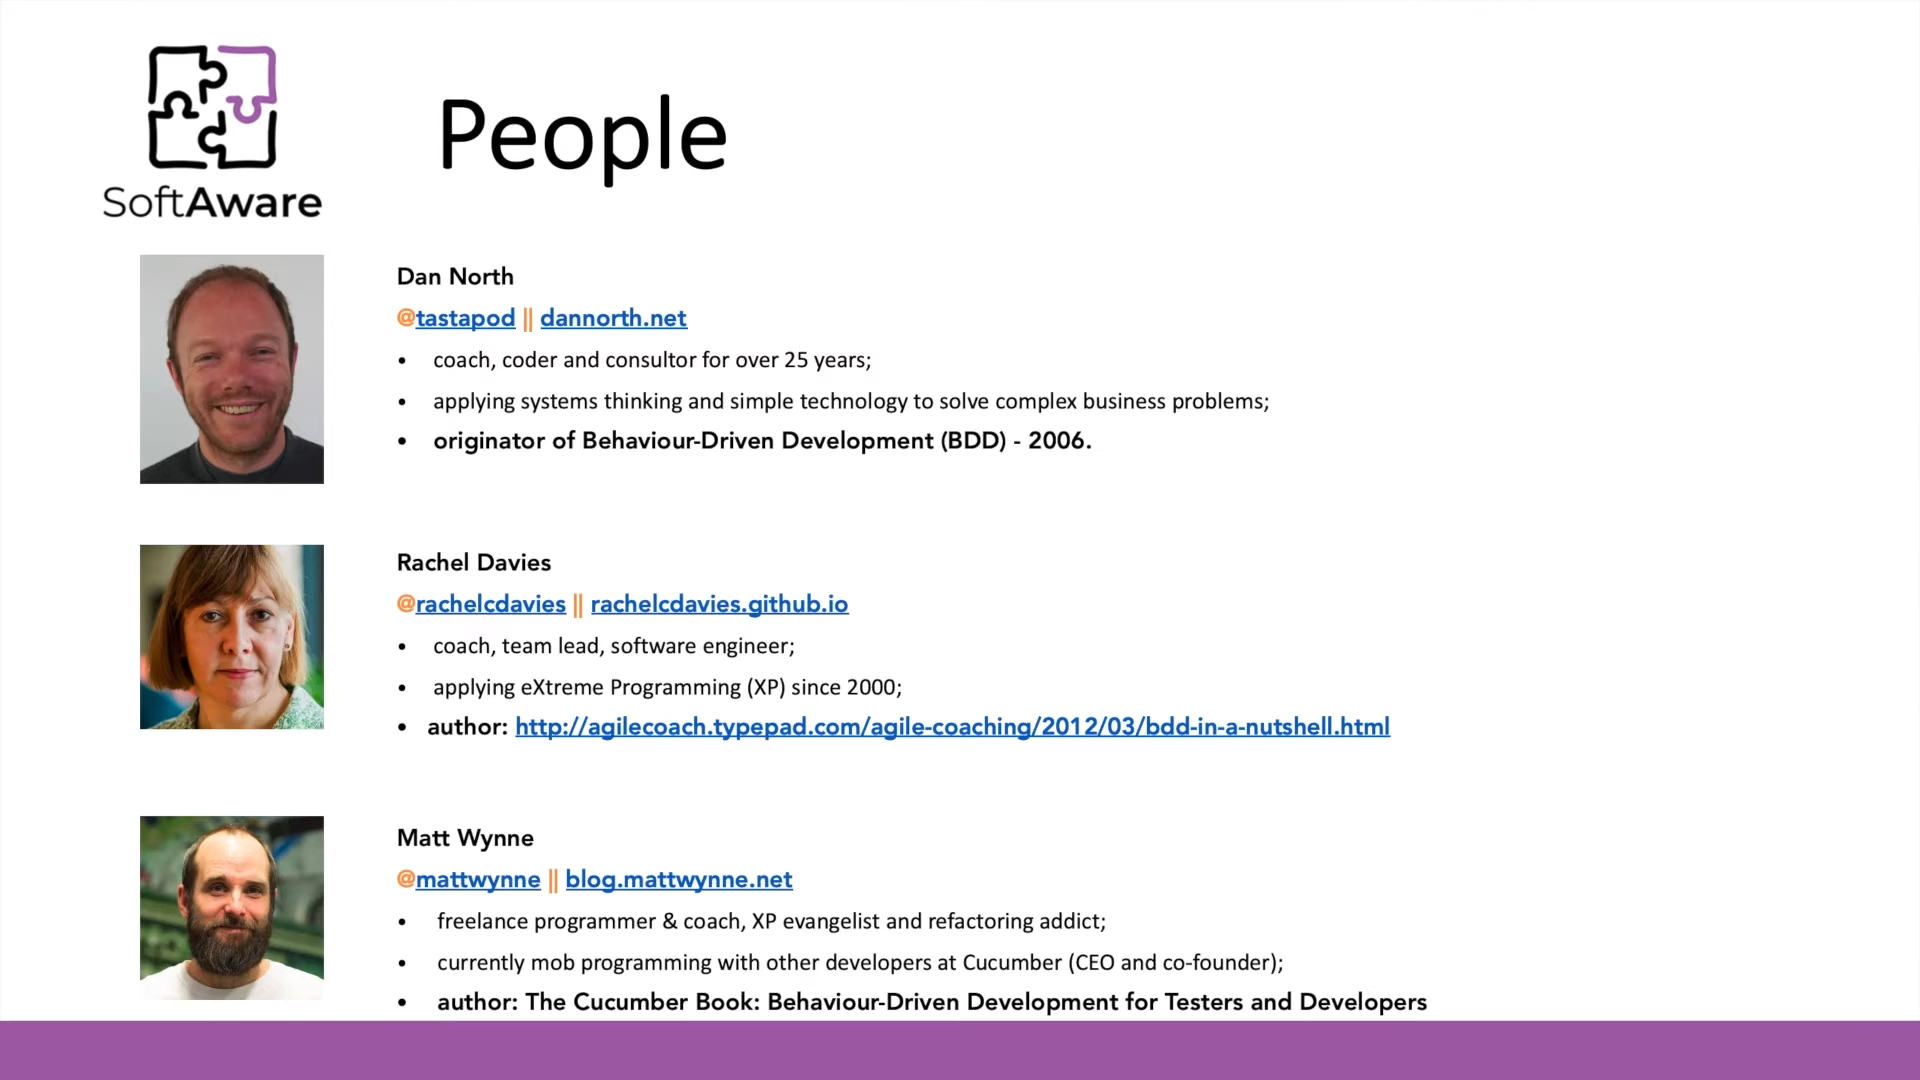 SoftAware
People
Dan North
@tastapod || dannorth.net
• coach, coder and consultor for over 25 years;
• applying systems thinking and simple technology to solve complex business problems;
• originator of Behaviour-Driven Development (BDD) - 2006.
Rachel Davies
@rachelcdavies || rachelcdavies.github.io
• coach, team lead, software engineer;
• applying eXtreme Programming (XP) since 2000;
• author: http://agilecoach.typepad.com/agile-coaching/2012/03/bdd-in-a-nutshell.html
Matt Wynne
@mattwynne || blog.mattwynne.net
• freelance programmer & coach, XP evangelist and refactoring addict;
• currently mob programming with other developers at Cucumber (CEO and co-founder);
• author: The Cucumber Book: Behaviour-Driven Development for Testers and Developers